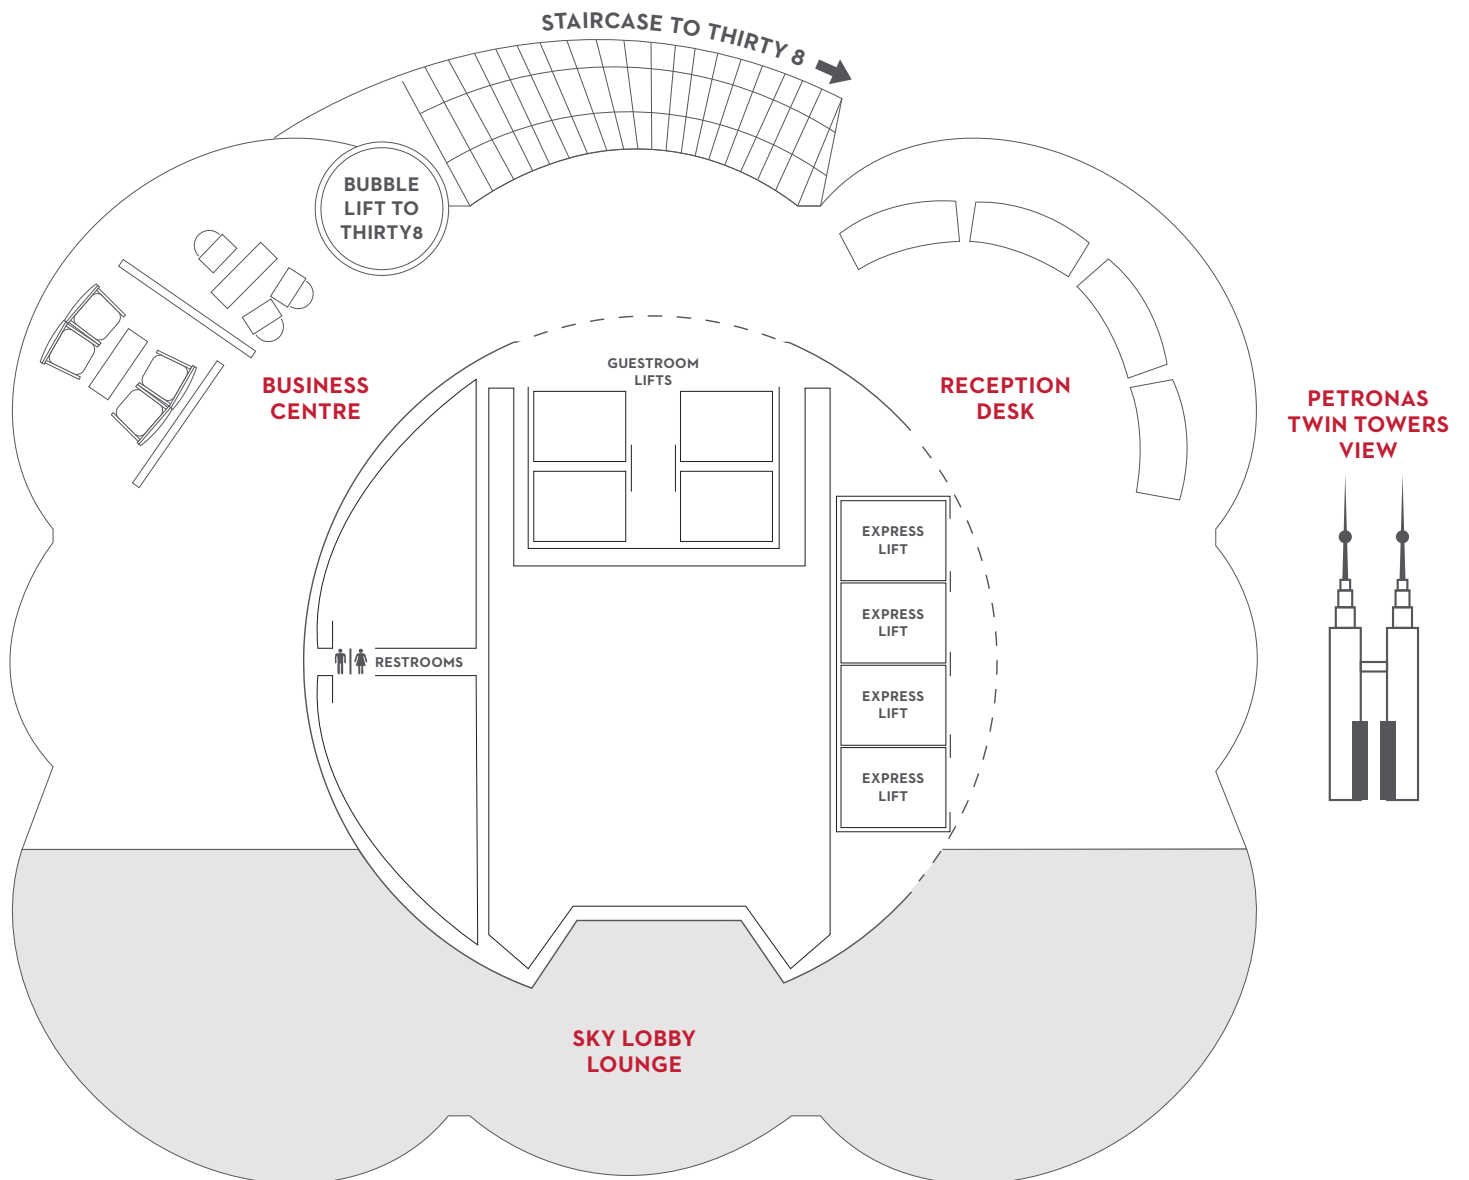 STAIRCASE TO THIRTY 8
BUBBLE
LIFT TO
THIRTY8
GUESTROOM
LIFTS
BUSINESS
CENTRE
RECEPTION
DESK
PETRONAS
TWIN TOWERS
VIEW
EXPRESS
LIFT
EXPRESS
LIFT
RESTROOMS
EXPRESS
LIFT
EXPRESS
LIFT
SKY LOBBY
LOUNGE